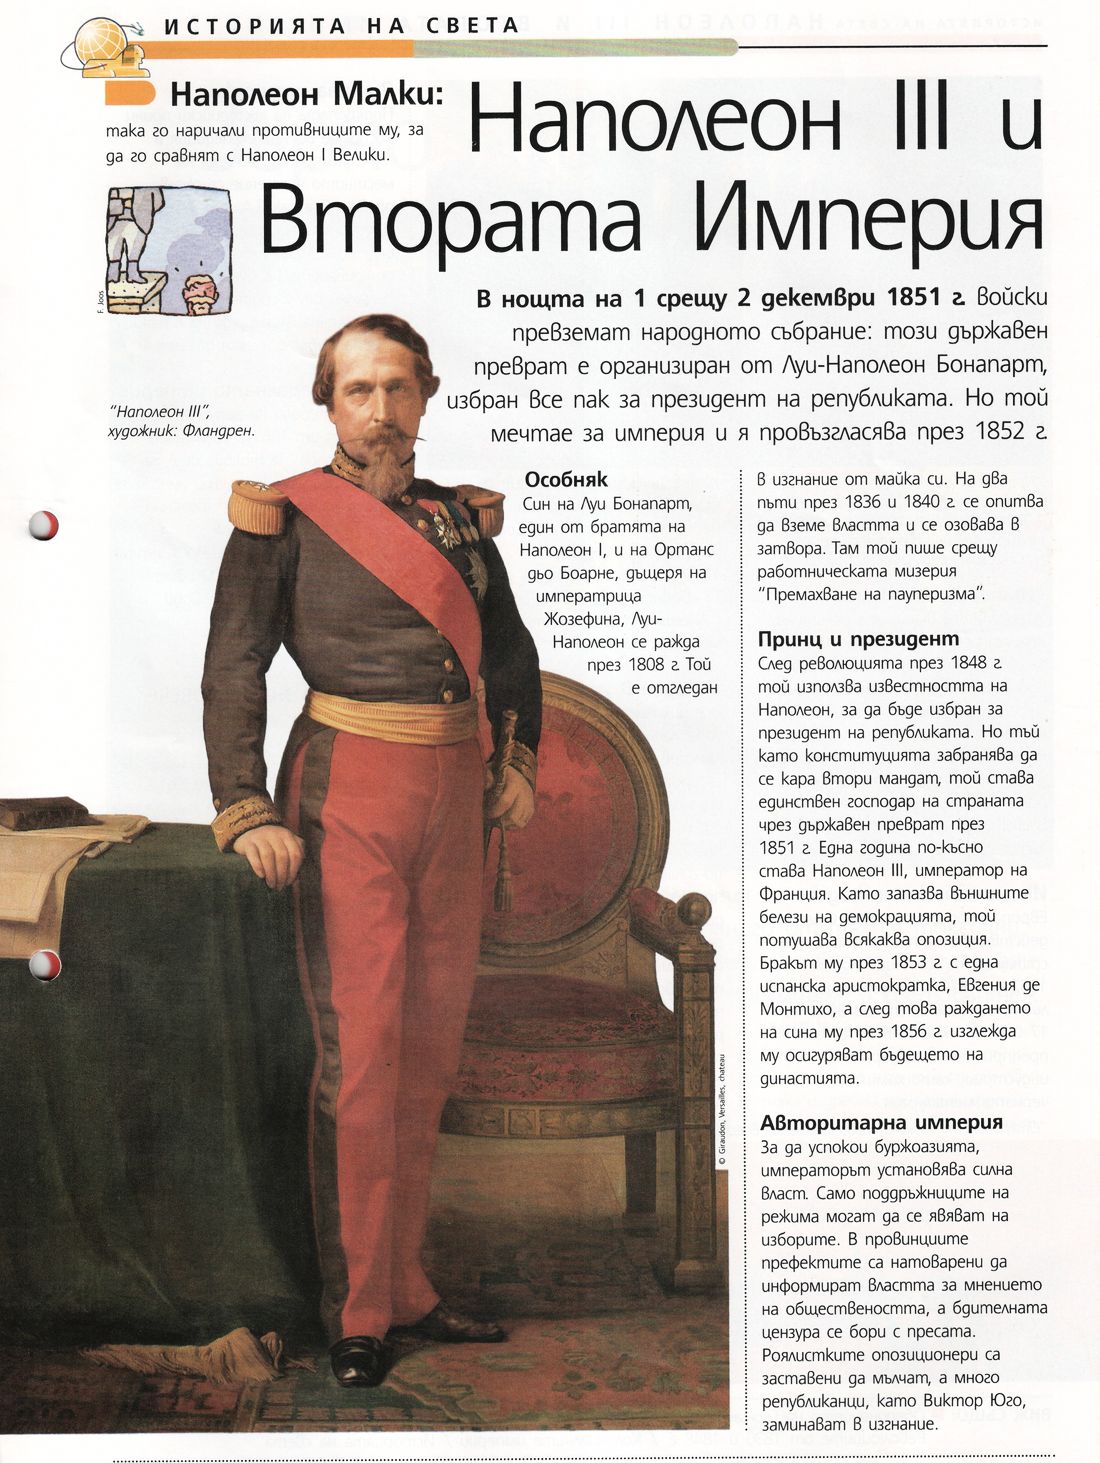 ИСТОРИЯТА НА СВЕТА
Наполеон Малки:
така го наричали противниците му, за
да го сравнят с Наполеон I Велики.
Наполеон III и
Втората Империя
F. Joos
В нощта на 1 срещу 2 декември 1851 г. войски
превземат народното събрание: този държавен
преврат е организиран от Луи-Наполеон Бонапарт,
избран все пак за президент на републиката. Но той
мечтае за империя и я провъзгласява през 1852 г.
"Наполеон III",
художник: Фландрен.
Особняк
Син на Луи Бонапарт,
един от братята на
Наполеон I, и на Ортанс
дьо Боарне, дъщеря на
императрица
Жозефина, Луи-
Наполеон се ражда
през 1808 г. Той
е отгледан
в изгнание от майка си. На два
пъти през 1836 и 1840 г. се опитва
да вземе властта и се озовава в
затвора. Там той пише срещу
работническата мизерия
"Премахване на пауперизма".
Принц и президент
След революцията през 1848 г.
той използва известността на
Наполеон, за да бъде избран за
президент на републиката. Но тъй
като конституцията забранява да
се кара втори мандат, той става
единствен господар на страната
чрез държавен преврат през
1851 г. Една година по-късно
става Наполеон III, император на
Франция. Като запазва външните
белези на демокрацията, той
потушава всякаква опозиция.
Бракът му през 1853 г. с една
испанска аристократка, Евгения де
Монтихо, а след това раждането
на сина му през 1856 г. изглежда
му осигуряват бъдещето на
династията.
Авторитарна империя
За да успокои буржоазията,
императорът установява силна
власт. Само поддръжниците на
режима могат да се явяват на
изборите. В провинциите
префектите са натоварени да
информират властта за мнението
на обществеността, а бдителната
цензура се бори с пресата.
Роялистките опозиционери са
заставени да мълчат, а много
републиканци, като Виктор Юго,
заминават в изгнание.
© Giraudon, Versailles, chateau